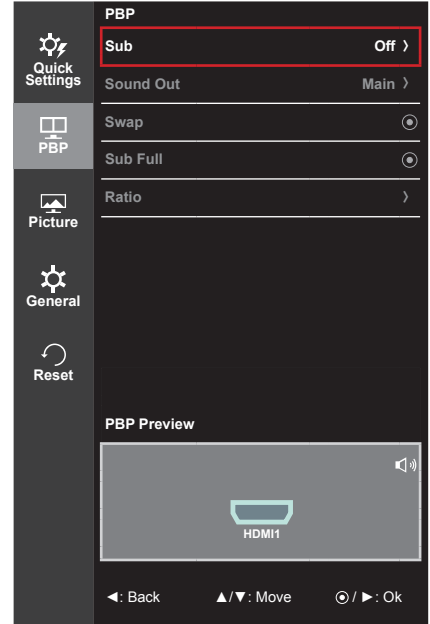 Quick
Settings
PBP
Picture
General
Reset
PBP
Sub Off 〉
Sound Out Main 〉
Swap
Sub Full
Ratio 〉
PBP Preview
HDMI1
◄: Back ▲/▼: Move ⦿ / ►: Ok